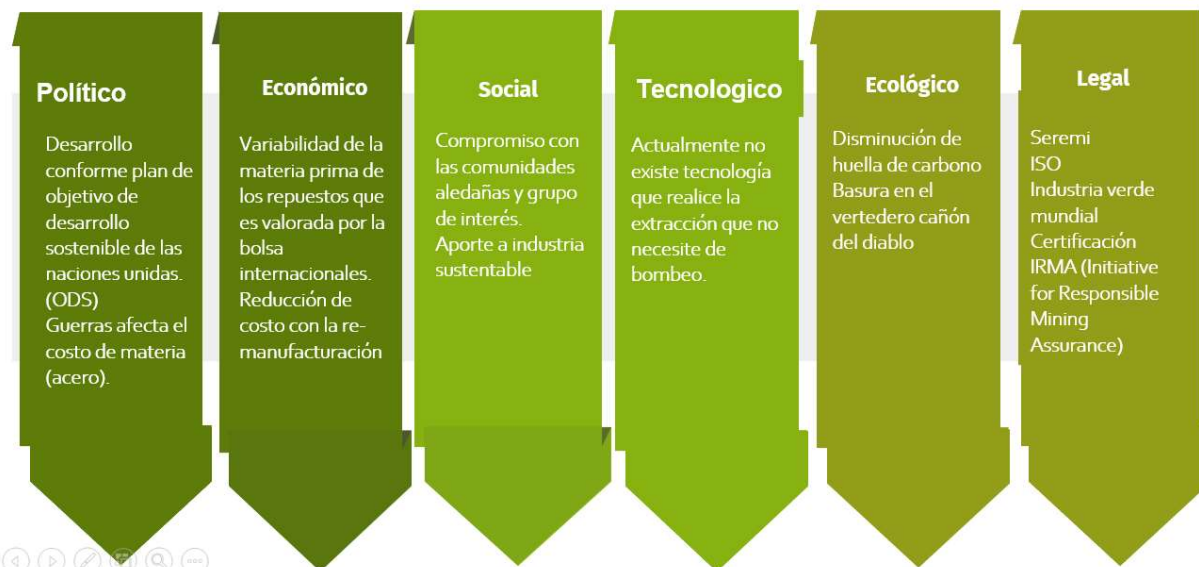 Político
Desarrollo
conforme plan de
objetivo de
desarrollo
sostenible de las
naciones unidas.
(ODS)
Guerras afecta el
costo de materia
(acero).
Económico
Variabilidad de la
materia prima de
los repuestos que
es valorada por la
bolsa
internacionales.
Reducción de
costo con la re-
manufacturación
Social
Compromiso con
las comunidades
aledañas y grupo
de interés.
Aporte a industria
sustentable
Tecnologico
Actualmente no
existe tecnología
que realice la
extracción que no
necesite de
bombeo.
Ecológico
Disminución de
huella de carbono
Basura en el
vertedero cañón
del diablo
Legal
Seremi
ISO
Industria verde
mundial
Certificación
IRMA (Initiative
for Responsible
Mining
Assurance)